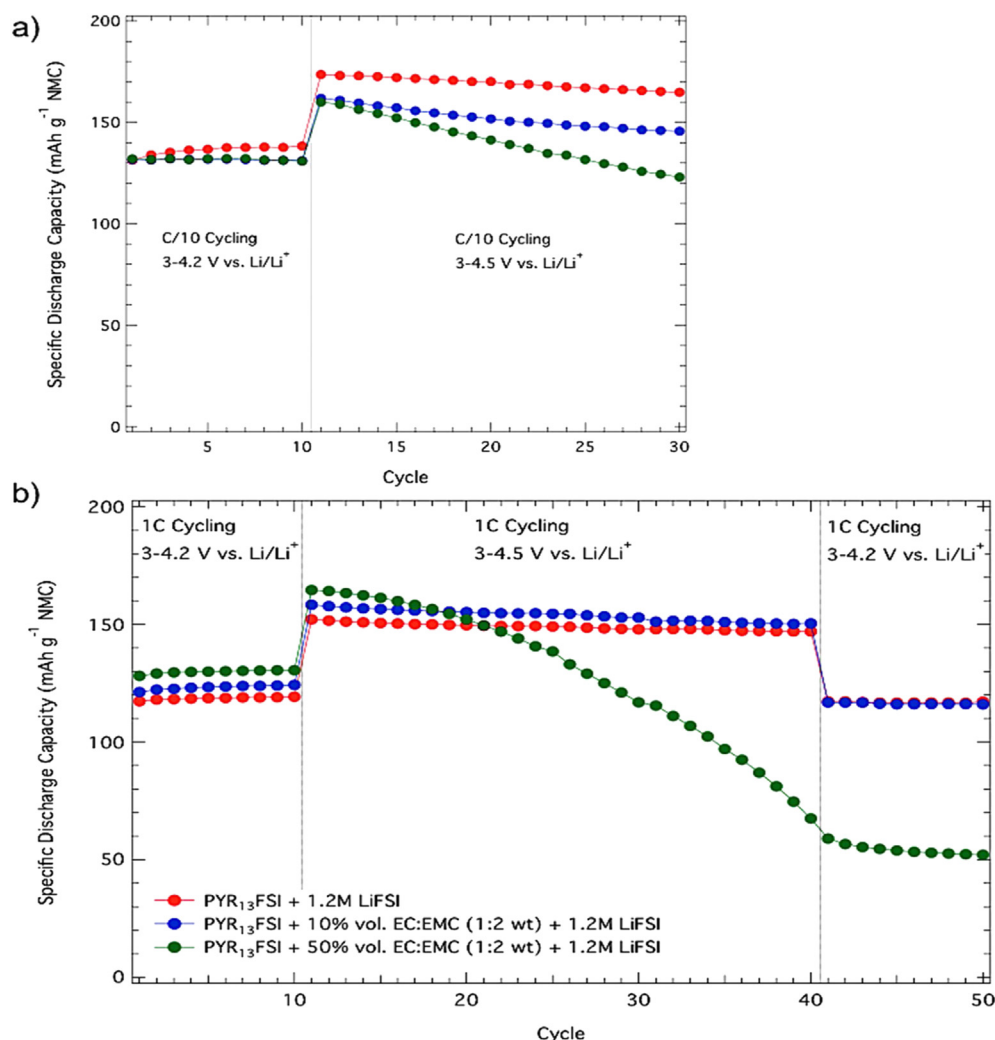 a)
200
150
100
50
0
Specific Discharge Capacity (mAh g⁻¹ NMC)
C/10 Cycling
3-4.2 V vs. Li/Li⁺
C/10 Cycling
3-4.5 V vs. Li/Li⁺
5
10
15
20
25
30
Cycle
b)
200
150
100
50
0
Specific Discharge Capacity (mAh g⁻¹ NMC)
1C Cycling
3-4.2 V vs. Li/Li⁺
1C Cycling
3-4.5 V vs. Li/Li⁺
1C Cycling
3-4.2 V vs. Li/Li⁺
PYR₁₃FSI + 1.2M LiFSI
PYR₁₃FSI + 10% vol. EC:EMC (1:2 wt) + 1.2M LiFSI
PYR₁₃FSI + 50% vol. EC:EMC (1:2 wt) + 1.2M LiFSI
10
20
30
40
50
Cycle